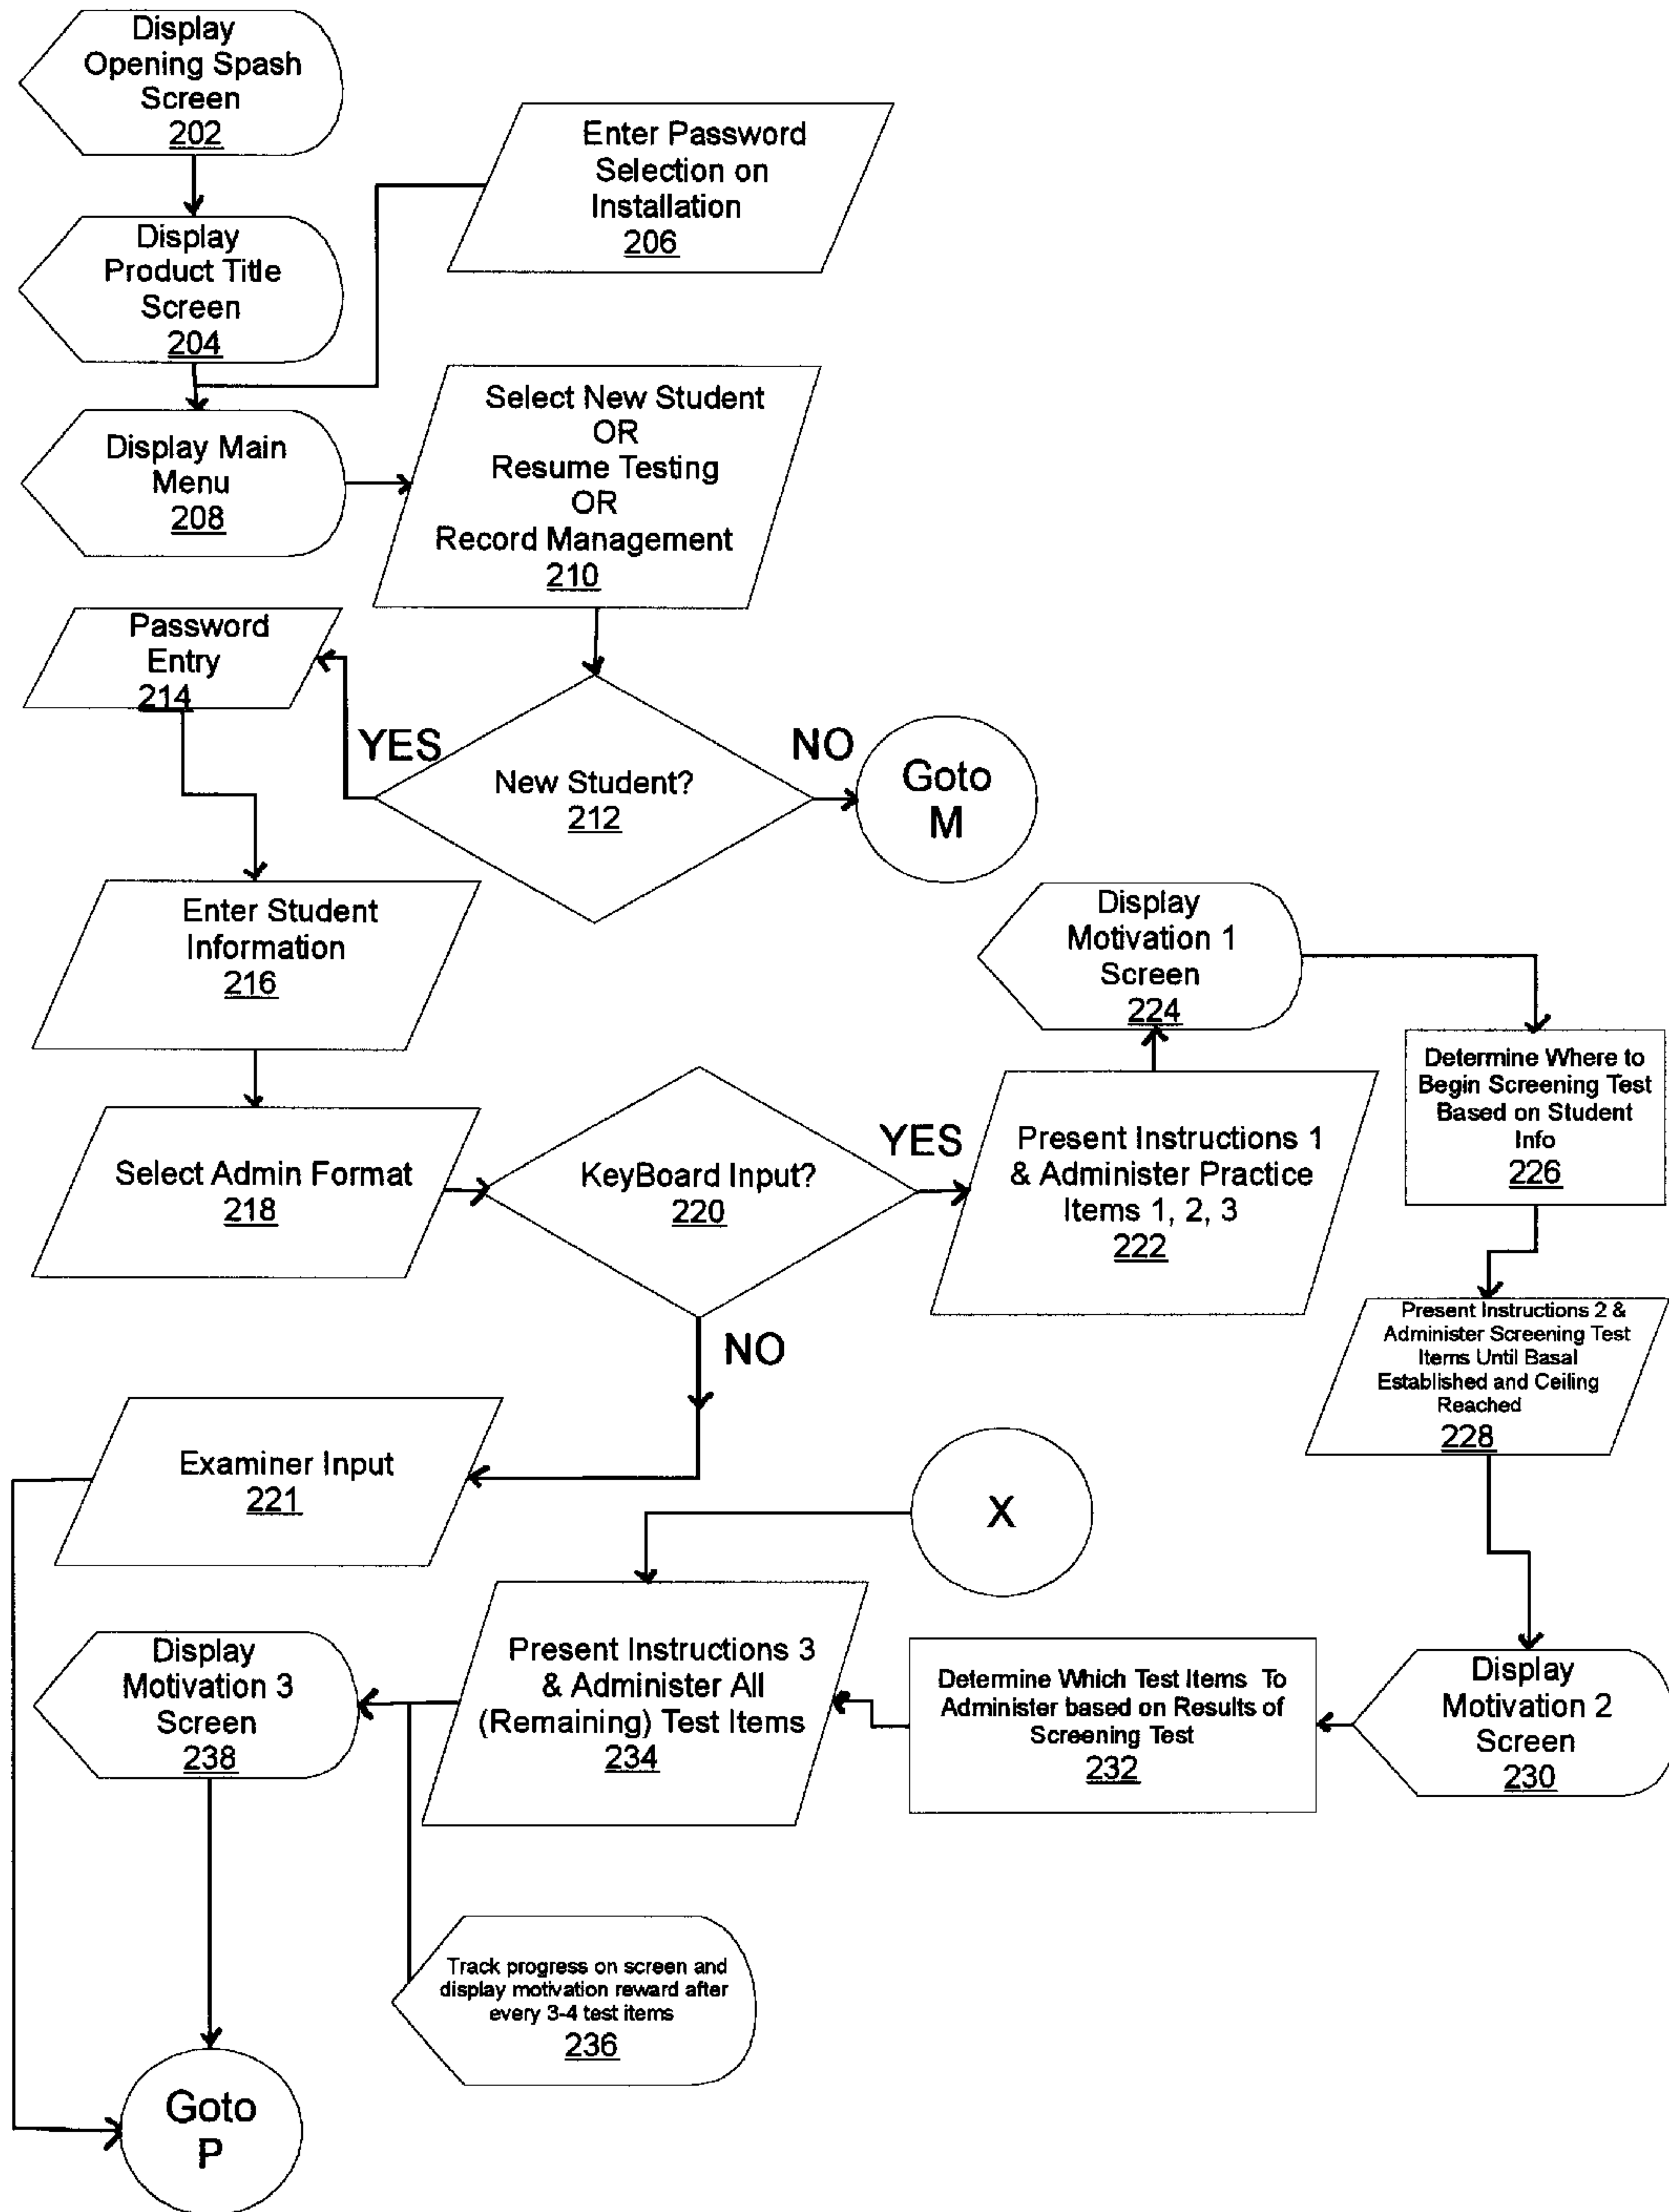 Display
Opening Spash
Screen
202
Enter Password
Selection on
Installation
206
Display
Product Title
Screen
204
Select New Student
OR
Resume Testing
OR
Record Management
210
Display Main
Menu
208
Password
Entry
214
YES
NO
New Student?
212
Goto
M
Enter Student
Information
216
Display
Motivation 1
Screen
224
Determine Where to
Begin Screening Test
Based on Student
Info
226
Select Admin Format
218
KeyBoard Input?
220
YES
NO
Present Instructions 1
& Administer Practice
Items 1, 2, 3
222
Present Instructions 2 &
Administer Screening Test
Items Until Basal
Established and Ceiling
Reached
228
Examiner Input
221
X
Display
Motivation 3
Screen
238
Present Instructions 3
& Administer All
(Remaining) Test Items
234
Determine Which Test Items To
Administer based on Results of
Screening Test
232
Display
Motivation 2
Screen
230
Track progress on screen and
display motivation reward after
every 3-4 test items
236
Goto
P